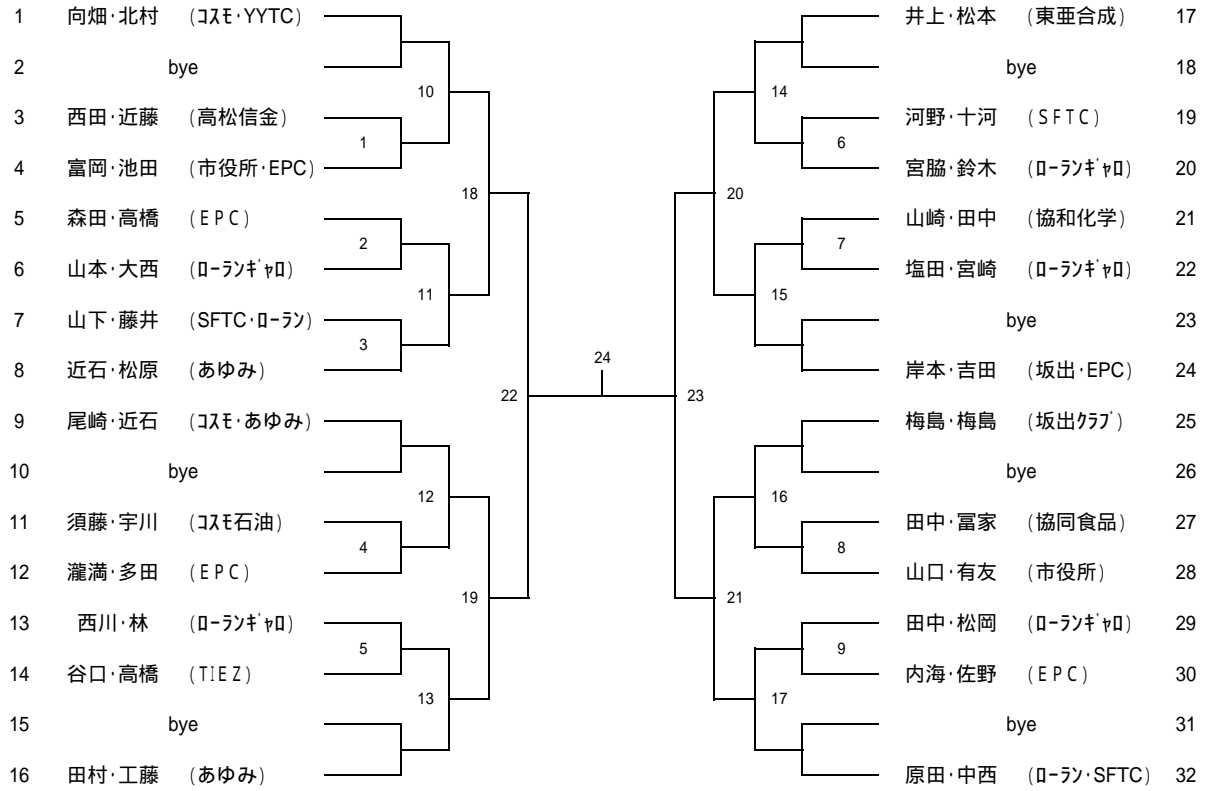 1 向畑・北村 (ｺｽﾓ・YYTC) 井上・松本 (東亜合成) 17
2 bye bye 18
10 14
3 西田・近藤 (高松信金) 河野・十河 (SFTC) 19
1 6
4 富岡・池田 (市役所・EPC) 宮脇・鈴木 (ﾛｰﾗﾝｷﾞｬﾛ) 20
18 20
5 森田・高橋 (EPC) 山崎・田中 (協和化学) 21
2 7
6 山本・大西 (ﾛｰﾗﾝｷﾞｬﾛ) 塩田・宮崎 (ﾛｰﾗﾝｷﾞｬﾛ) 22
11 15
7 山下・藤井 (SFTC・ﾛｰﾗﾝ) bye 23
3
24
8 近石・松原 (あゆみ) 岸本・吉田 (坂出・EPC) 24
22 23
9 尾崎・近石 (ｺｽﾓ・あゆみ) 梅島・梅島 (坂出ｸﾗﾌﾞ) 25
10 bye bye 26
12 16
11 須藤・宇川 (ｺｽﾓ石油) 田中・冨家 (協同食品) 27
4 8
12 瀧満・多田 (EPC) 山口・有友 (市役所) 28
19 21
13 西川・林 (ﾛｰﾗﾝｷﾞｬﾛ) 田中・松岡 (ﾛｰﾗﾝｷﾞｬﾛ) 29
5 9
14 谷口・高橋 (TIEZ) 内海・佐野 (EPC) 30
13 17
15 bye bye 31
16 田村・工藤 (あゆみ) 原田・中西 (ﾛｰﾗﾝ・SFTC) 32